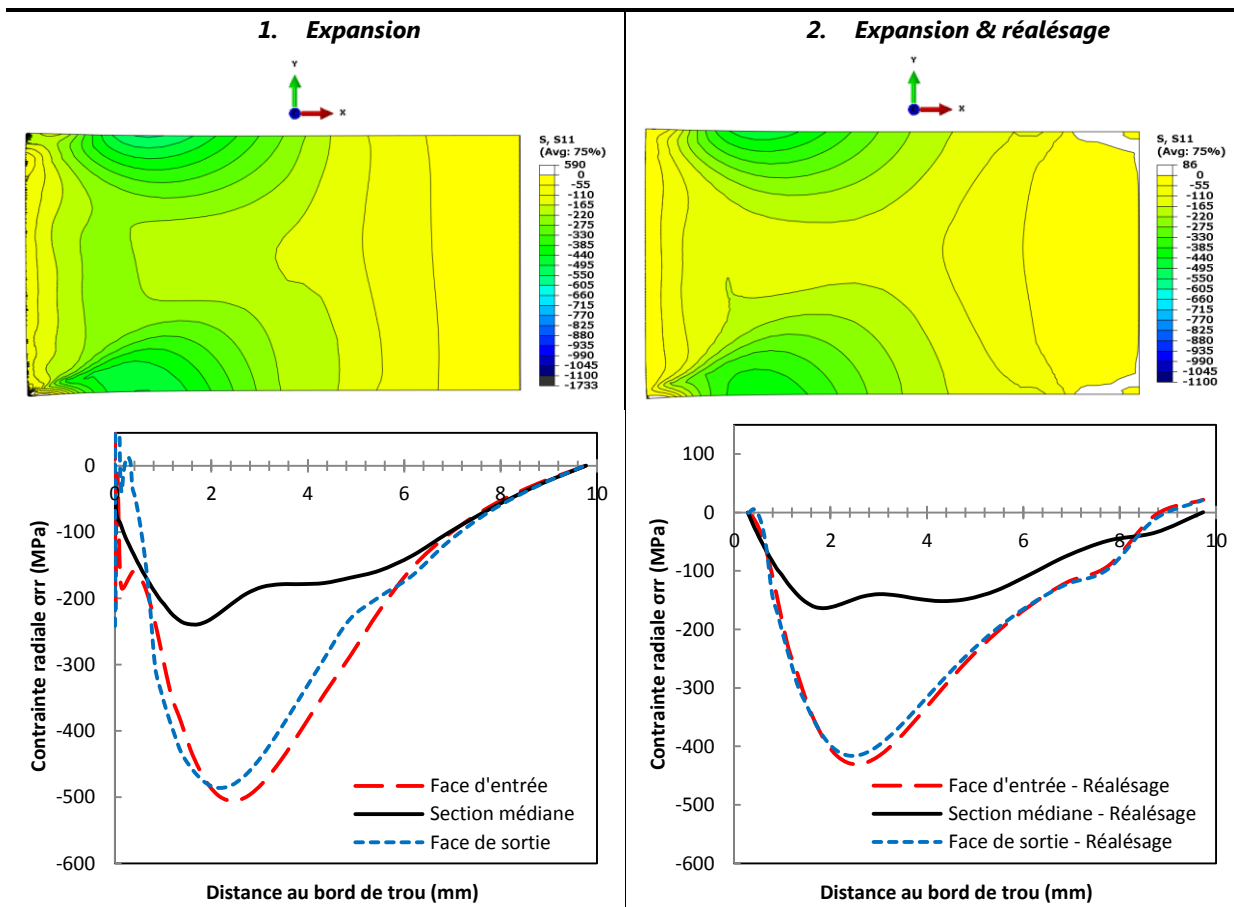 1. Expansion
2. Expansion & réalésage
Y
X
S, S11
(Avg: 75%)
590
0
-55
-110
-165
-220
-275
-330
-385
-440
-495
-550
-605
-660
-715
-770
-825
-880
-935
-990
-1045
-1100
-1733
Y
X
S, S11
(Avg: 75%)
86
0
-55
-110
-165
-220
-275
-330
-385
-440
-495
-550
-605
-660
-715
-770
-825
-880
-935
-990
-1045
-1100
Contrainte radiale σrr (MPa)
0
-100
-200
-300
-400
-500
-600
0 2 4 6 8 10
Face d'entrée
Section médiane
Face de sortie
Distance au bord de trou (mm)
Contrainte radiale σrr (MPa)
100
0
-100
-200
-300
-400
-500
-600
0 2 4 6 8 10
Face d'entrée - Réalésage
Section médiane - Réalésage
Face de sortie - Réalésage
Distance au bord de trou (mm)